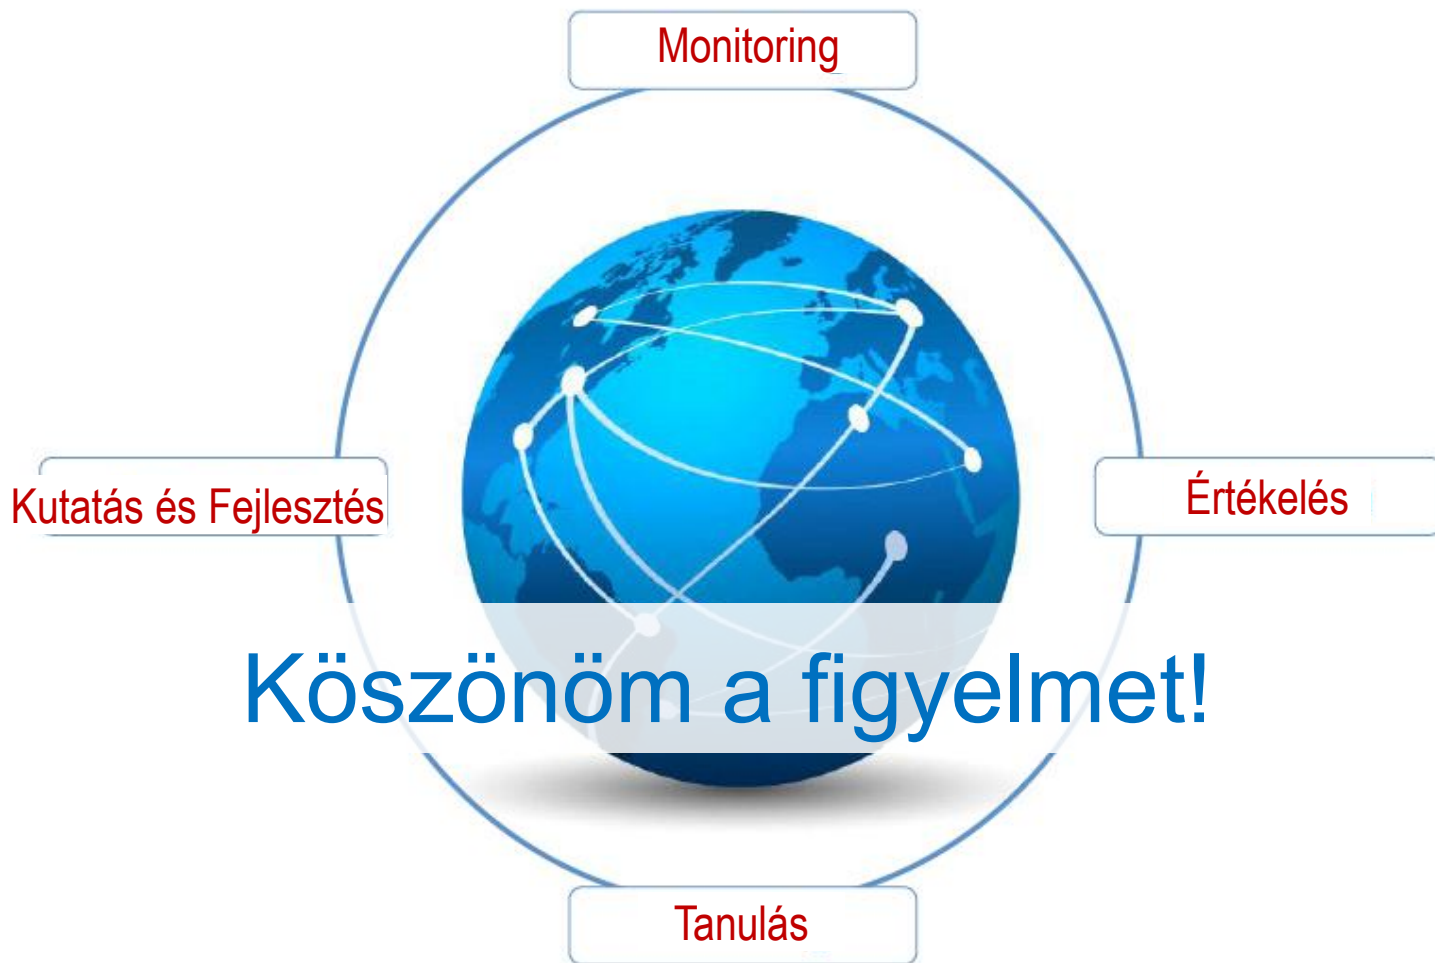 Monitoring
Kutatás és Fejlesztés
Értékelés
Köszönöm a figyelmet!
Tanulás